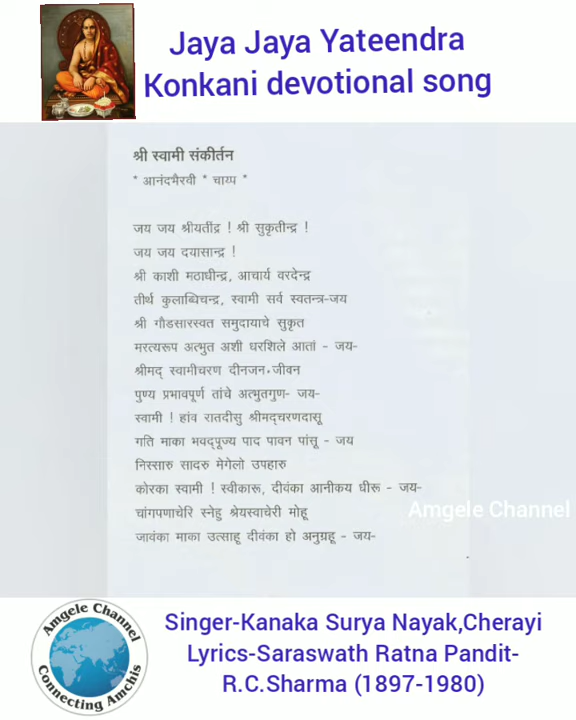 Jaya Jaya Yateendra
Konkani devotional song
श्री स्वामी संकीर्तन
* आनंदभैरवी * चाय्प *
जय जय श्रीयतींद्र ! श्री सुकृतीन्द्र !
जय जय दयासान्द्र !
श्री काशी मठाधीन्द्र, आचार्य वरदेन्द्र
तीर्थ कुलाब्धिचन्द्र, स्वामी सर्व स्वतन्त्र-जय
श्री गौडसारस्वत समुदायाचे सुकृत
मरत्यरूप अत्भुत अशी धरशिले आतां - जय-
श्रीमद् स्वामीचरण दीनजन-जीवन
पुण्य प्रभावपूर्ण तांचे अत्भुतगुण- जय-
स्वामी ! हांव रातदीसु श्रीमद्चरणदासू
गति माका भवद्पूज्य पाद पावन पांसू - जय
निस्सारु सादरु मेगेलो उपहारु
कोरका स्वामी ! स्वीकारू, दीवंका आनीकय धीरू - जय-
चांगपणाचेरि स्नेहु श्रेयस्वाचेरी मोहू
जावंका माका उत्साहू दीवंका हो अनुग्रहू - जय-
Amgele Channel
Amgele Channel
Connecting Amchis
Singer-Kanaka Surya Nayak,Cherayi
Lyrics-Saraswath Ratna Pandit-
R.C.Sharma (1897-1980)